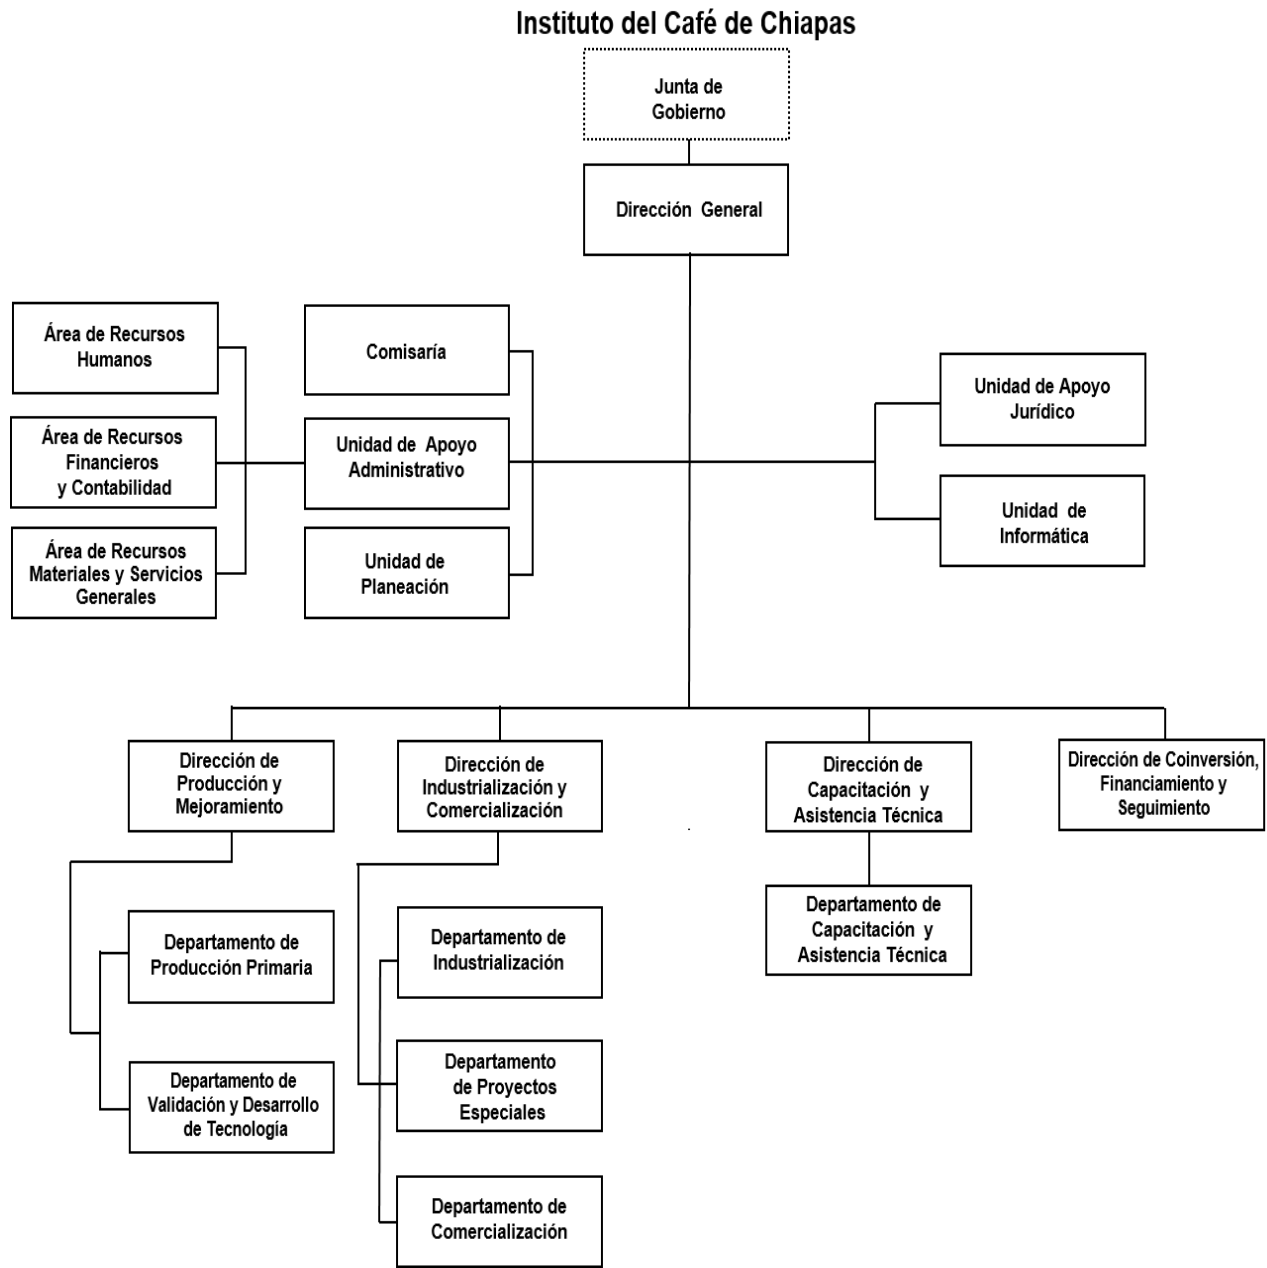 Instituto del Café de Chiapas
Junta de
Gobierno
Dirección General
Área de Recursos
Humanos
Comisaría
Unidad de Apoyo
Jurídico
Área de Recursos
Financieros
y Contabilidad
Unidad de Apoyo
Administrativo
Unidad de
Informática
Área de Recursos
Materiales y Servicios
Generales
Unidad de
Planeación
Dirección de
Producción y
Mejoramiento
Dirección de
Industrialización y
Comercialización
Dirección de
Capacitación y
Asistencia Técnica
Dirección de Coinversión,
Financiamiento y
Seguimiento
Departamento de
Producción Primaria
Departamento de
Industrialización
Departamento de
Capacitación y
Asistencia Técnica
Departamento de
Validación y Desarrollo
de Tecnología
Departamento
de Proyectos
Especiales
Departamento de
Comercialización